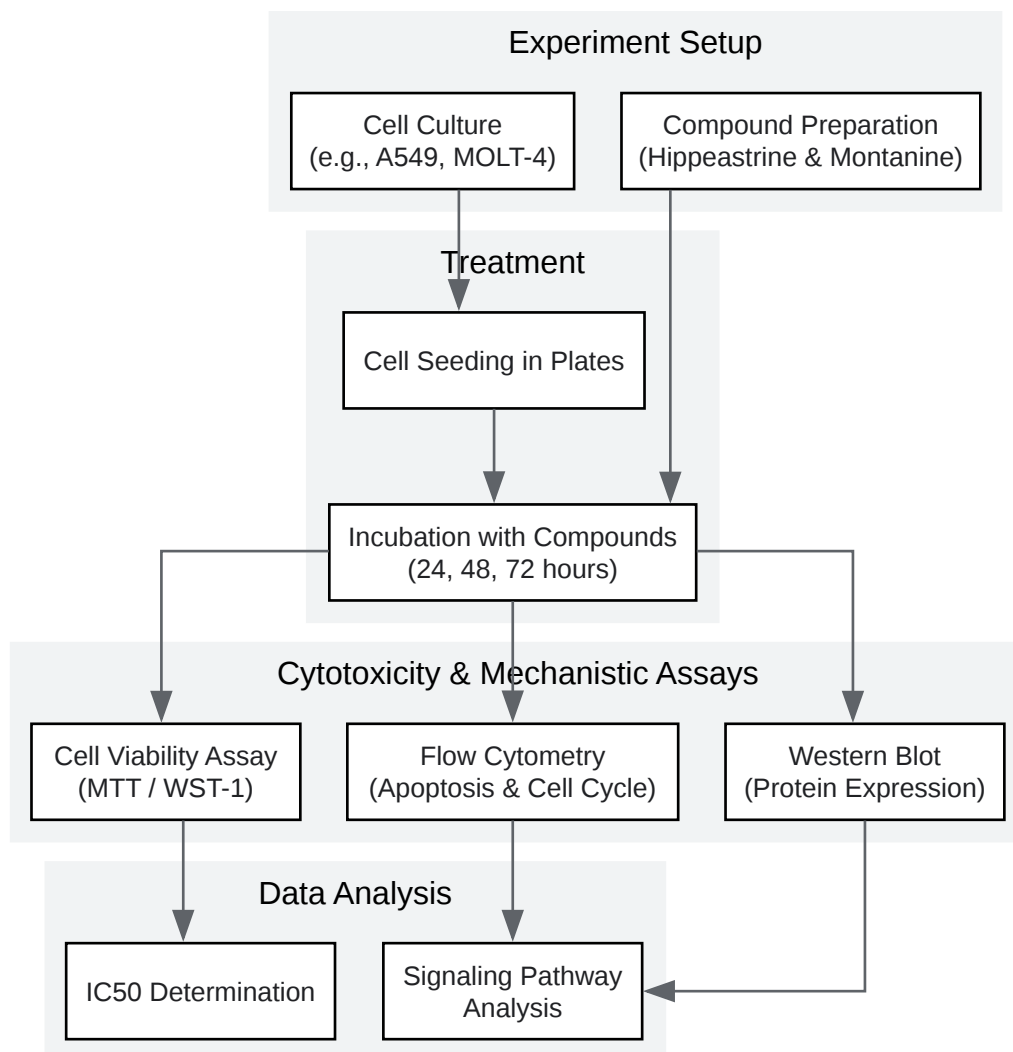 Experiment Setup
Cell Culture
(e.g., A549, MOLT-4)
Compound Preparation
(Hippeastrine & Montanine)
Treatment
Cell Seeding in Plates
Incubation with Compounds
(24, 48, 72 hours)
Cytotoxicity & Mechanistic Assays
Cell Viability Assay
(MTT / WST-1)
Flow Cytometry
(Apoptosis & Cell Cycle)
Western Blot
(Protein Expression)
Data Analysis
IC50 Determination
Signaling Pathway
Analysis